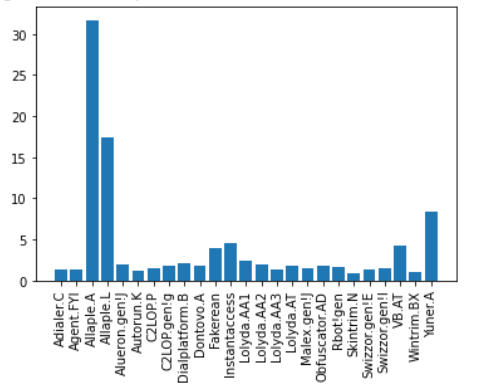 30
25
20
15
10
5
0
Adialer.C
Agent.FYI
Allaple.A
Allaple.L
Alueron.gen!J
Autorun.K
C2LOP.P
C2LOP.gen!g
Dialplatform.B
Dontovo.A
Fakerean
Instantaccess
Lolyda.AA1
Lolyda.AA2
Lolyda.AA3
Lolyda.AT
Malex.gen!J
Obfuscator.AD
Rbot!gen
Skintrim.N
Swizzor.gen!E
Swizzor.gen!I
VB.AT
Wintrim.BX
Yuner.A